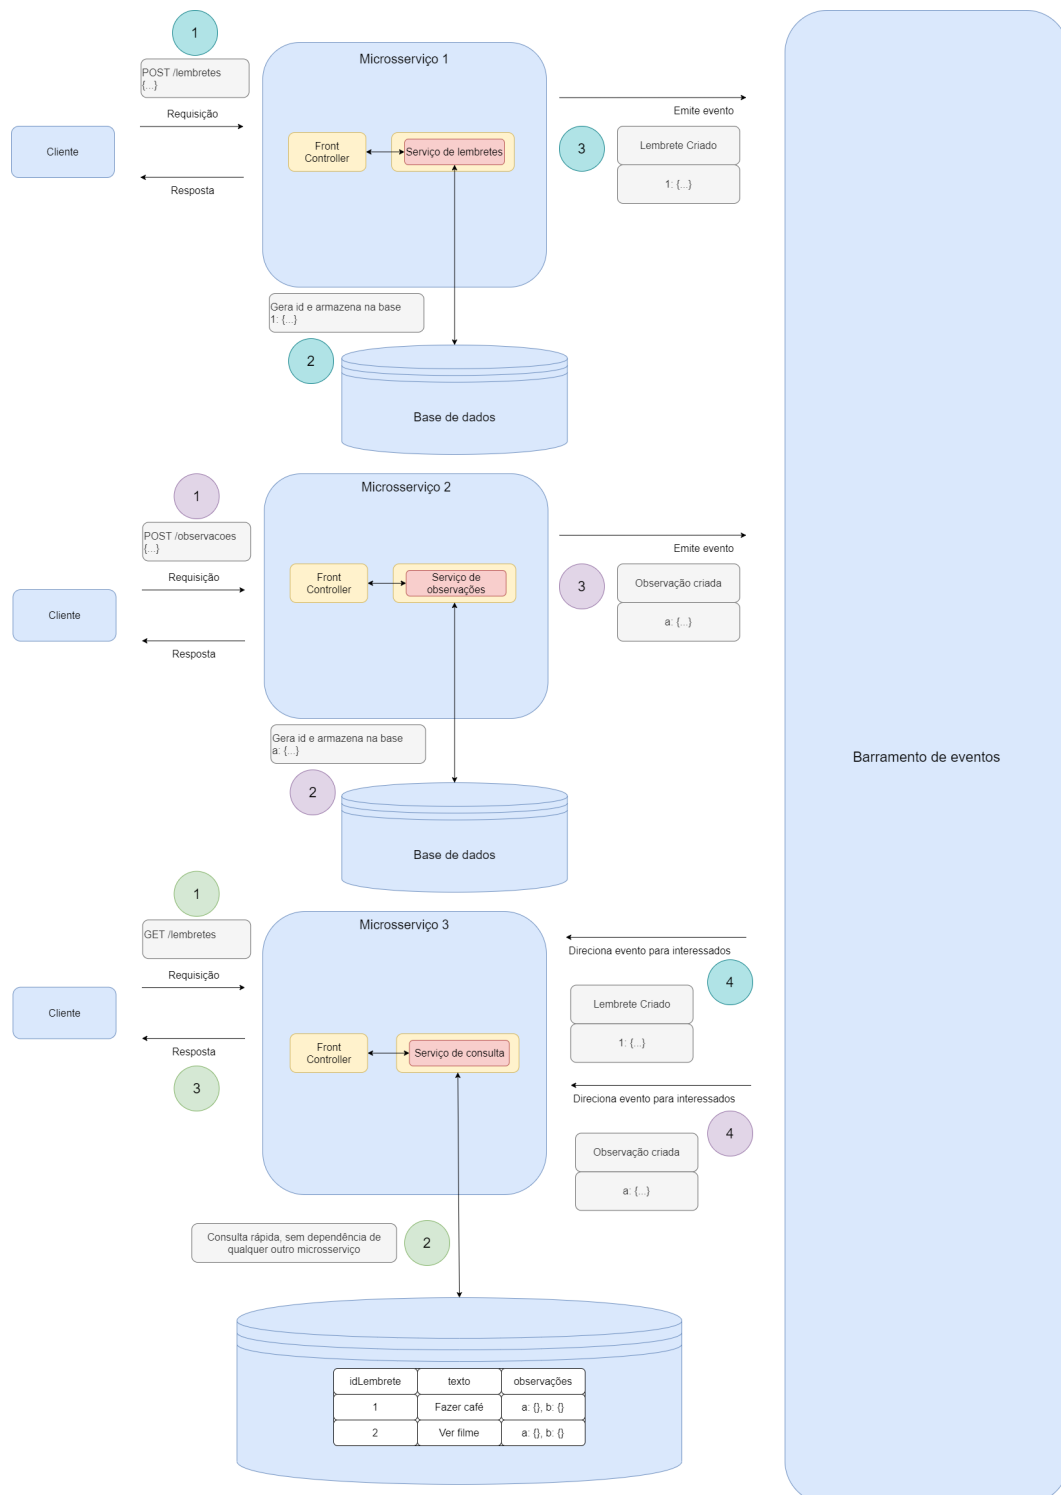 1
POST /lembretes
{...}
Requisição
Cliente
Resposta
Microsserviço 1
Front
Controller
Serviço de lembretes
Emite evento
3
Lembrete Criado
1: {...}
Gera id e armazena na base
1: {...}
2
Base de dados
1
POST /observacoes
{...}
Requisição
Cliente
Resposta
Microsserviço 2
Front
Controller
Serviço de
observações
Emite evento
3
Observação criada
a: {...}
Gera id e armazena na base
a: {...}
2
Base de dados
Barramento de eventos
1
GET /lembretes
Requisição
Cliente
Resposta
3
Microsserviço 3
Front
Controller
Serviço de consulta
Direciona evento para interessados
4
Lembrete Criado
1: {...}
Direciona evento para interessados
4
Observação criada
a: {...}
Consulta rápida, sem dependência de
qualquer outro microsserviço
2
idLembrete texto observações
1 Fazer café a: {}, b: {}
2 Ver filme a: {}, b: {}